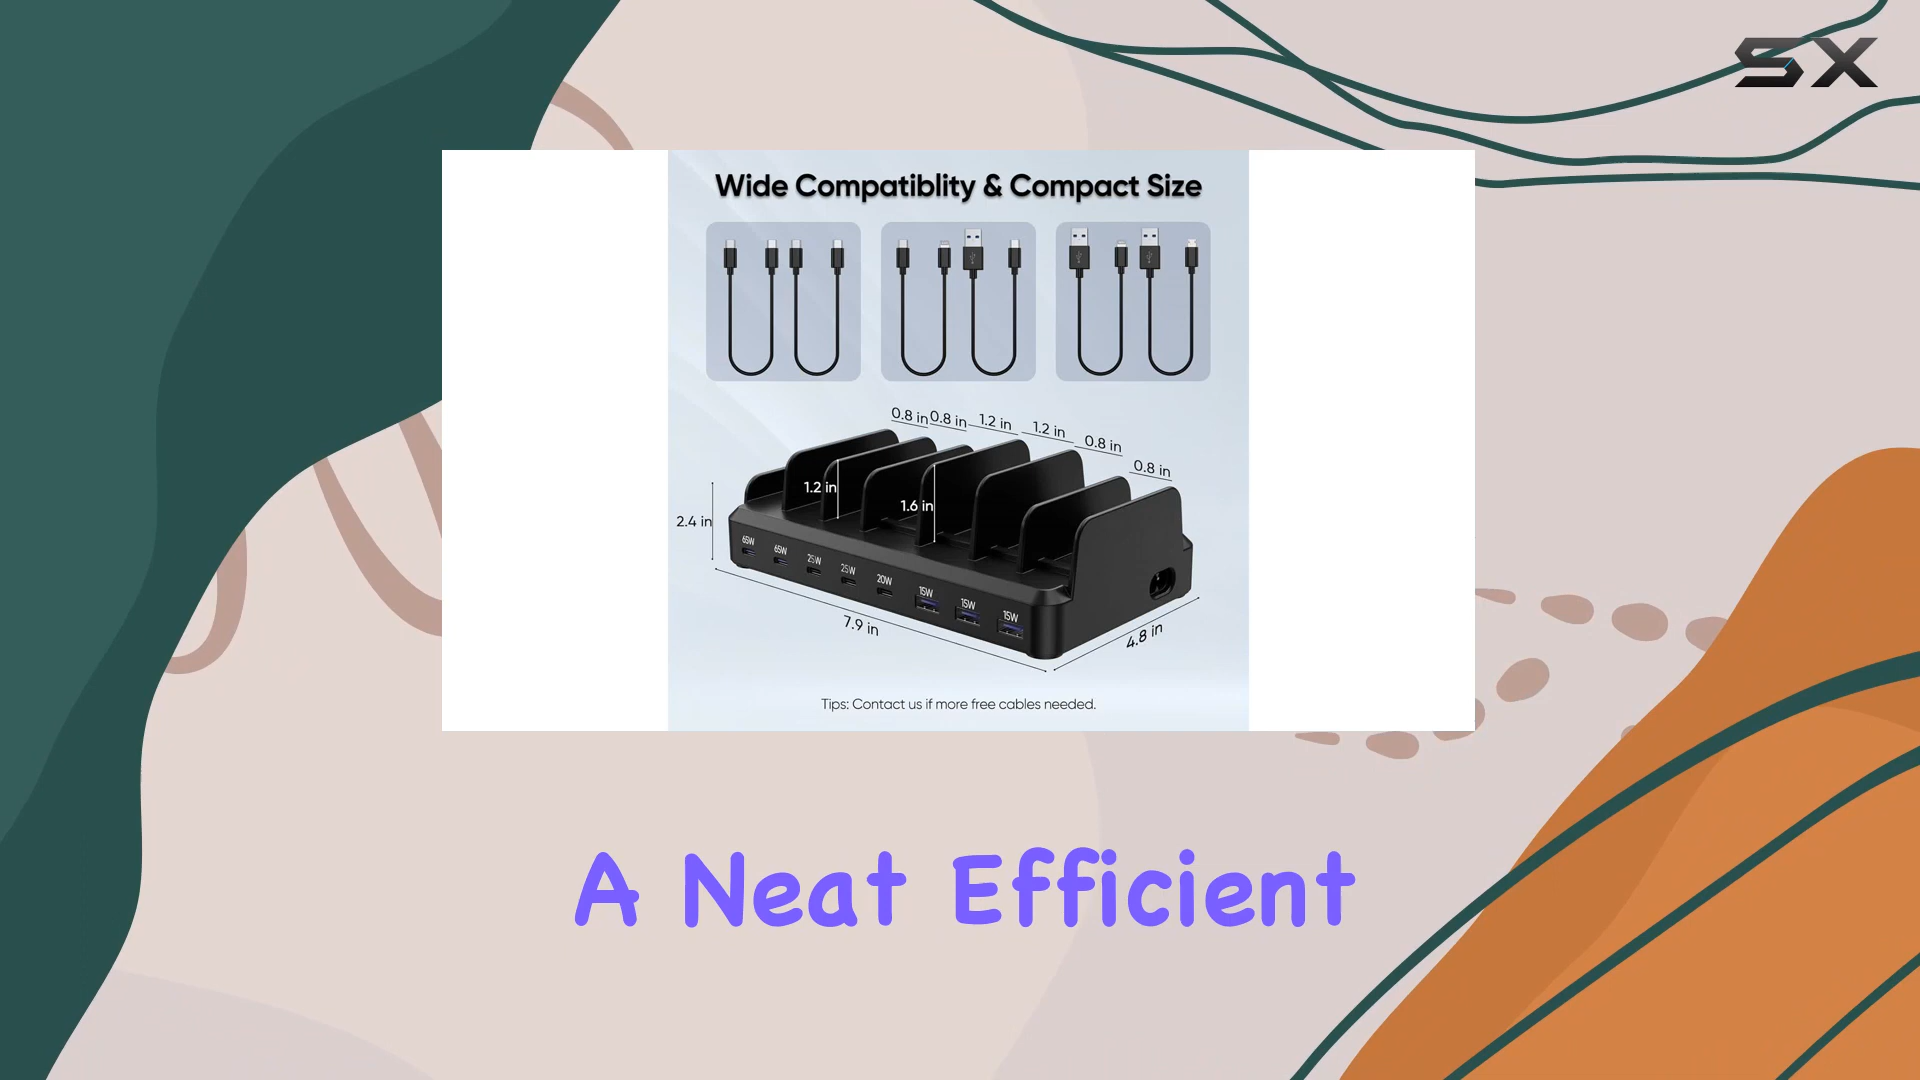 SX
Wide Compatiblity & Compact Size
0.8 in 0.8 in 1.2 in 1.2 in 0.8 in 0.8 in
1.2 in
1.6 in
2.4 in
65W 65W 25W 25W 20W 15W 15W 15W
7.9 in
4.8 in
Tips: Contact us if more free cables needed.
A Neat Efficient